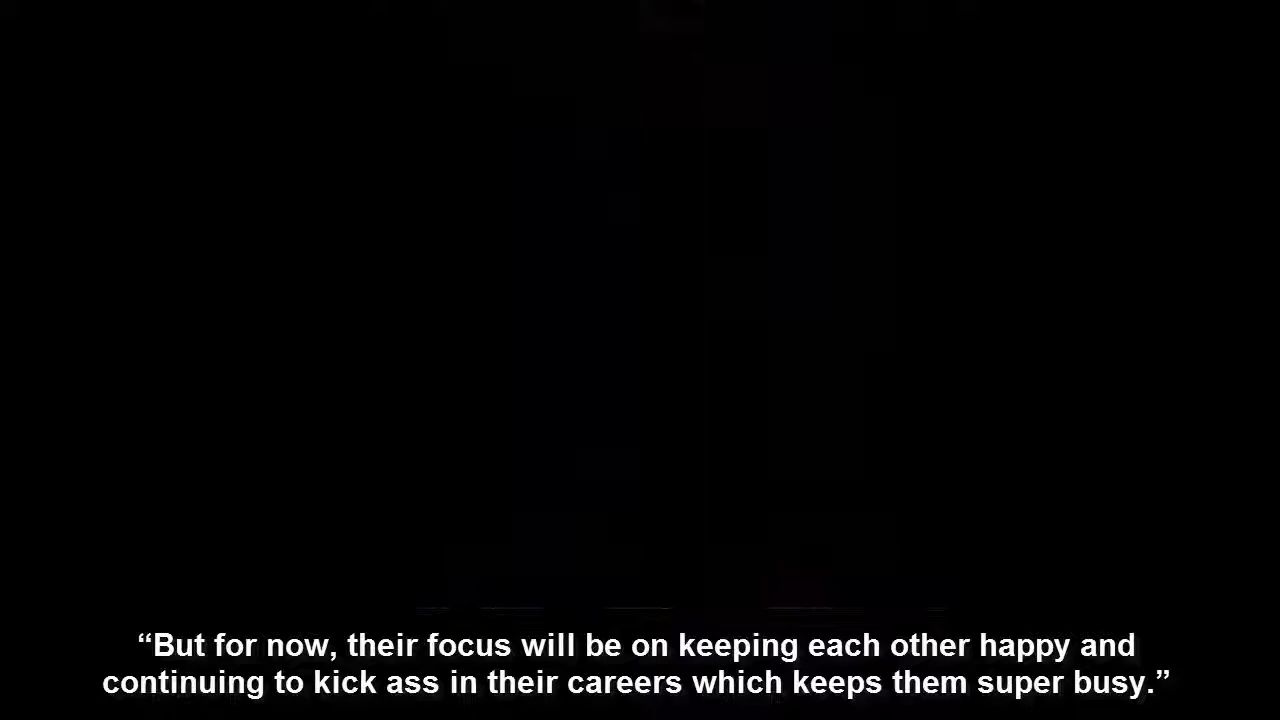 “But for now, their focus will be on keeping each other happy and
continuing to kick ass in their careers which keeps them super busy.”